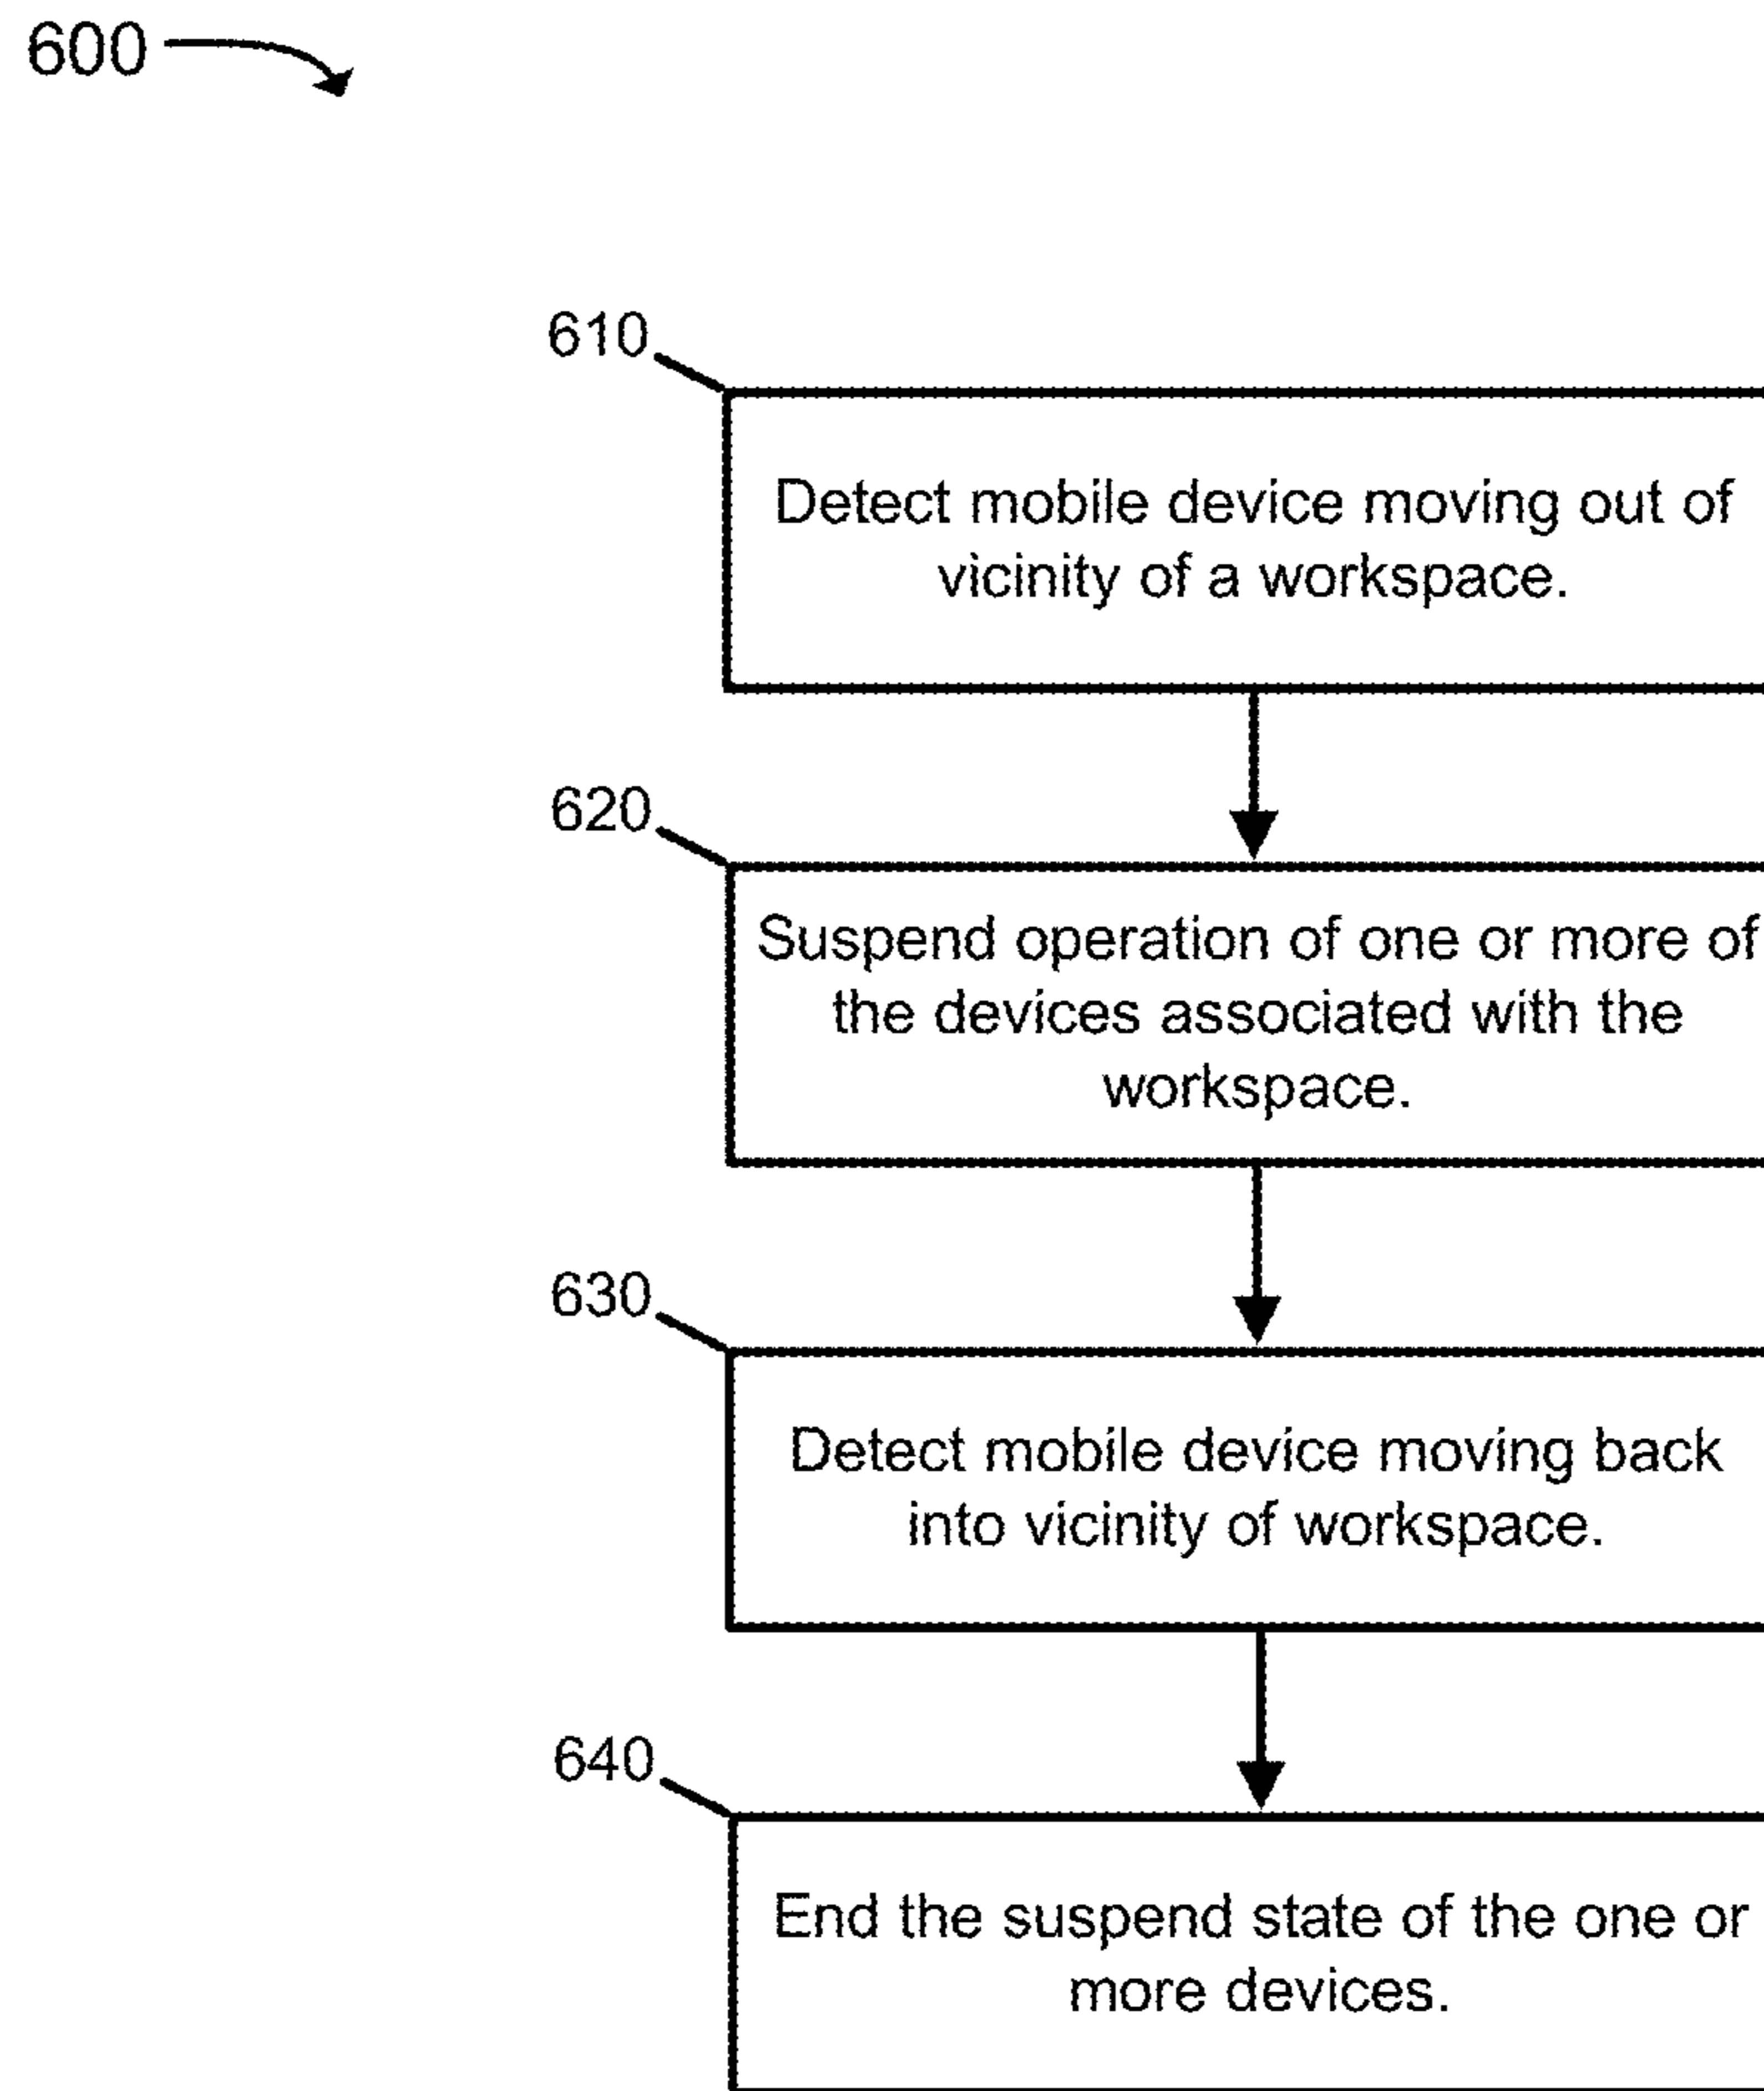 600
610
Detect mobile device moving out of
vicinity of a workspace.
620
Suspend operation of one or more of
the devices associated with the
workspace.
630
Detect mobile device moving back
into vicinity of workspace.
640
End the suspend state of the one or
more devices.